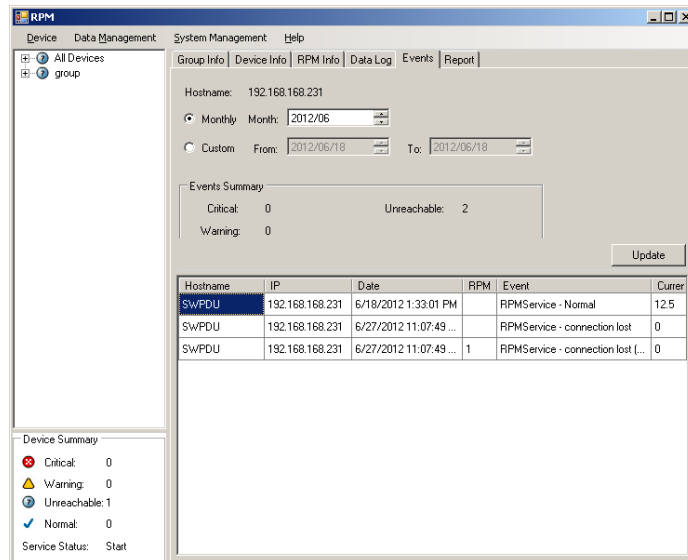 RPM
Device Data Management System Management Help
All Devices
group
Group Info Device Info RPM Info Data Log Events Report
Hostname: 192.168.168.231
Monthly Month: 2012/06
Custom From: 2012/06/18 To: 2012/06/18
Events Summary
Critical: 0 Unreachable: 2
Warning: 0
Update
Hostname IP Date RPM Event Currer
SWPDU 192.168.168.231 6/18/2012 1:33:01 PM RPMService - Normal 12.5
SWPDU 192.168.168.231 6/27/2012 11:07:49 ... RPMService - connection lost 0
SWPDU 192.168.168.231 6/27/2012 11:07:49 ... 1 RPMService - connection lost (... 0
Device Summary
Critical: 0
Warning: 0
Unreachable: 1
Normal: 0
Service Status: Start